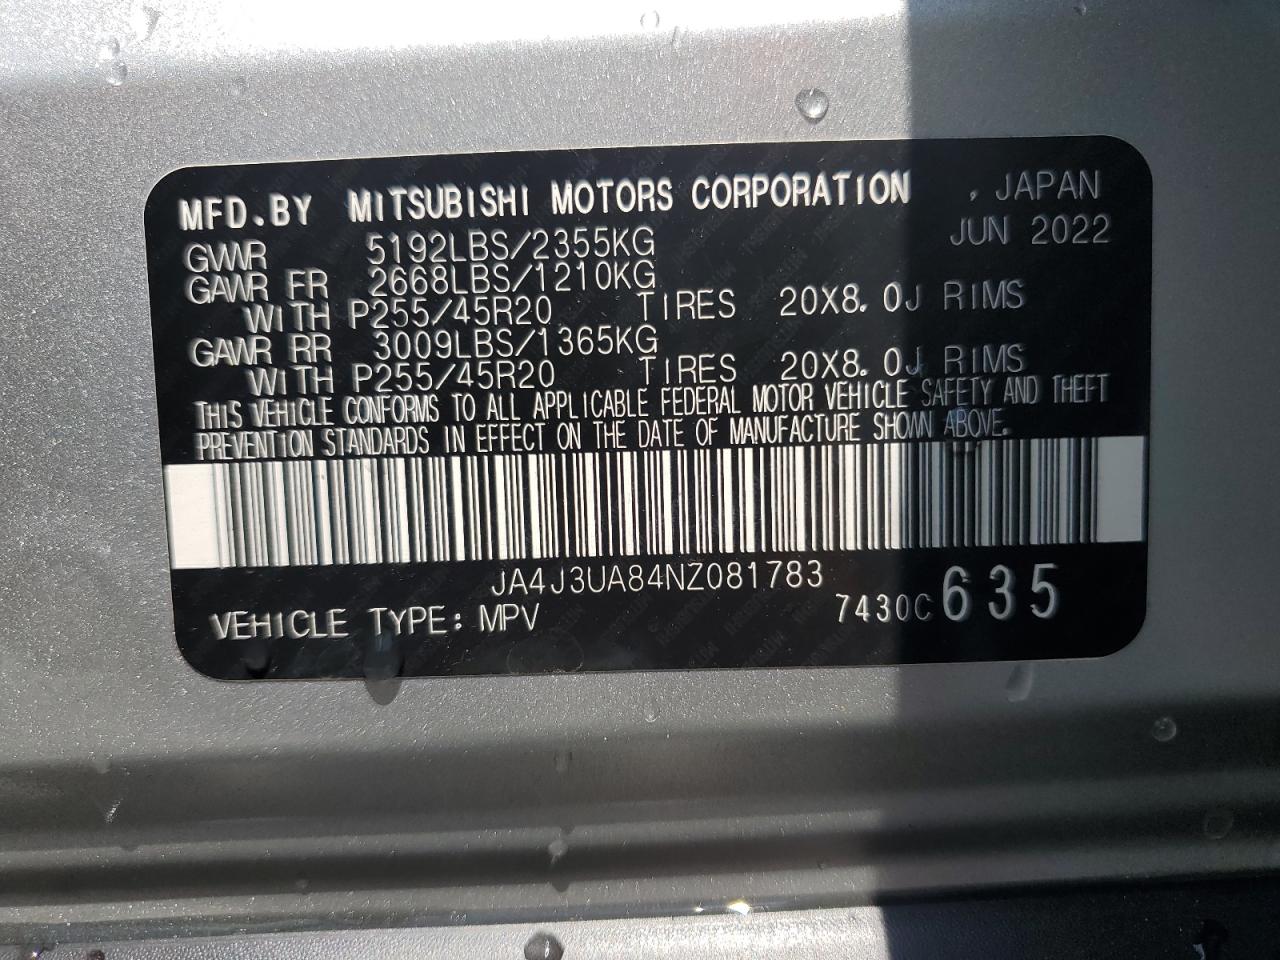 MFD.BY MITSUBISHI MOTORS CORPORATION , JAPAN
JUN 2022
GVWR 5192LBS/2355KG
GAWR FR 2668LBS/1210KG
WITH P255/45R20 TIRES 20X8.0J RIMS
GAWR RR 3009LBS/1365KG
WITH P255/45R20 TIRES 20X8.0J RIMS
THIS VEHICLE CONFORMS TO ALL APPLICABLE FEDERAL MOTOR VEHICLE SAFETY AND THEFT
PREVENTION STANDARDS IN EFFECT ON THE DATE OF MANUFACTURE SHOWN ABOVE.
JA4J3UA84NZ081783
VEHICLE TYPE: MPV 7430C 635